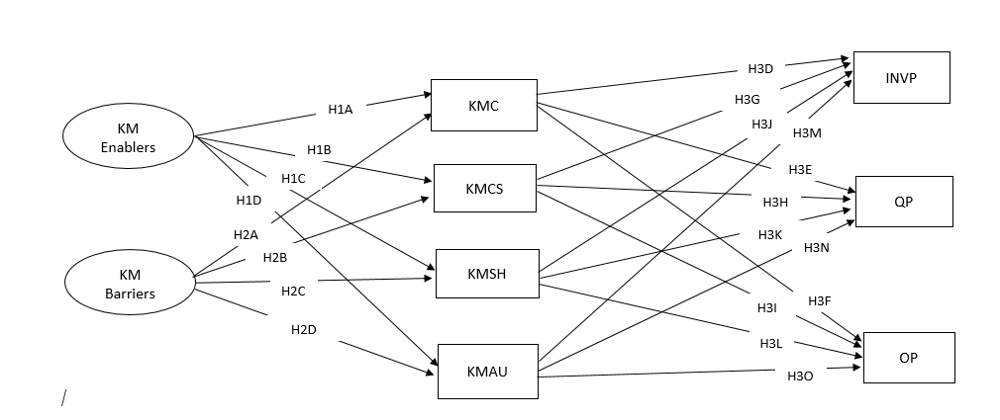 KM
Enablers
KM
Barriers
H1A
H1B
H1C
H1D
H2A
H2B
H2C
H2D
KMC
KMCS
KMSH
KMAU
H3D
H3G
H3J
H3M
H3E
H3H
H3K
H3N
H3F
H3I
H3L
H3O
INVP
QP
OP
/